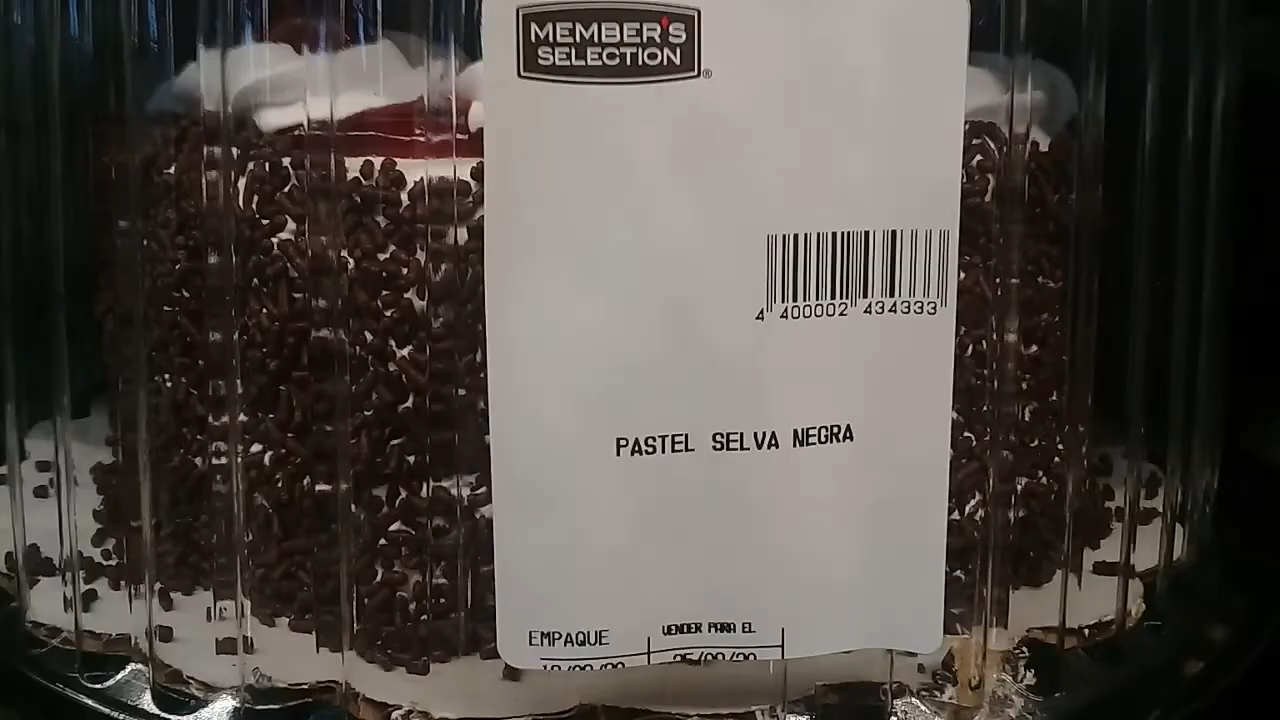 MEMBER'S
SELECTION
®
4 400002 434333
PASTEL SELVA NEGRA
EMPAQUE
VENDER PARA EL